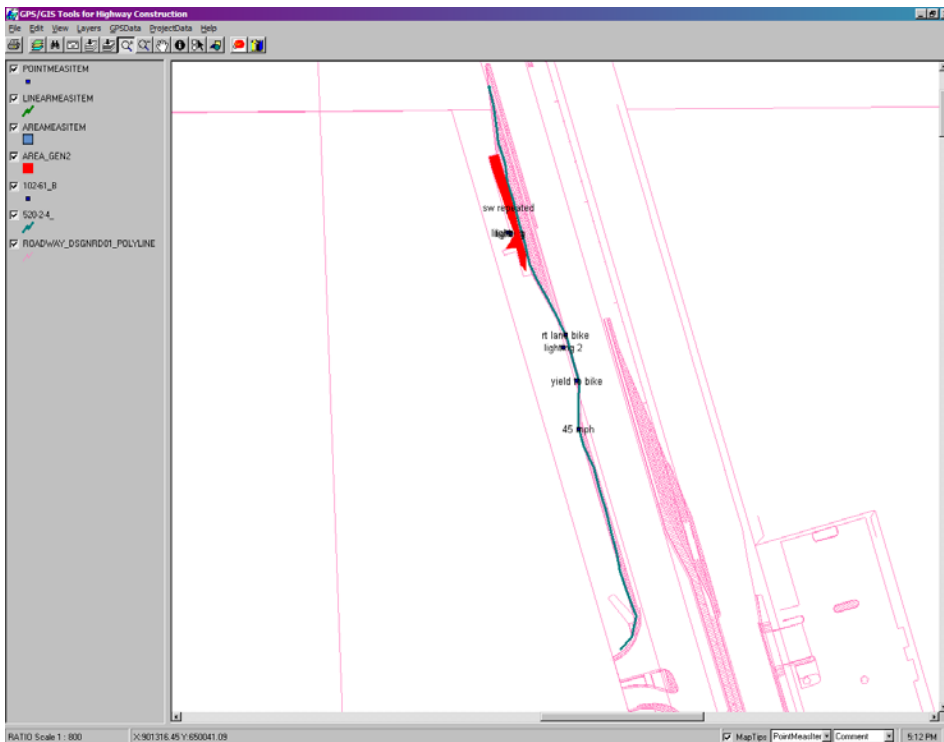 GPS/GIS Tools for Highway Construction
File Edit View Layers GPSData ProjectData Help
POINTMEASITEM
LINEARMEASITEM
AREAMEASITEM
AREA_GEN2
102-61_8
520-2-4_
ROADWAY_DSGNRD01_POLYLINE
sw repeated
rt lane bike
lighting 2
yield to bike
45 mph
RATIO Scale 1 : 800
X:901316.45 Y:650041.09
MapTips
PointMeasIter
Comment
5:12 PM